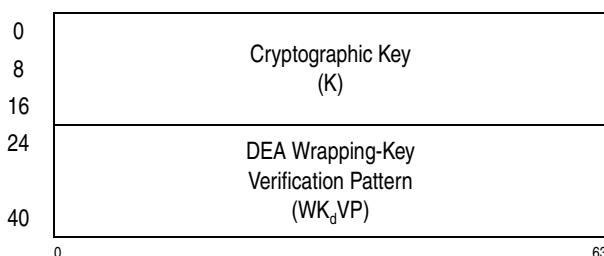 0
8
16
24
40
Cryptographic Key
(K)
DEA Wrapping-Key
Verification Pattern
(WKdVP)
0
63